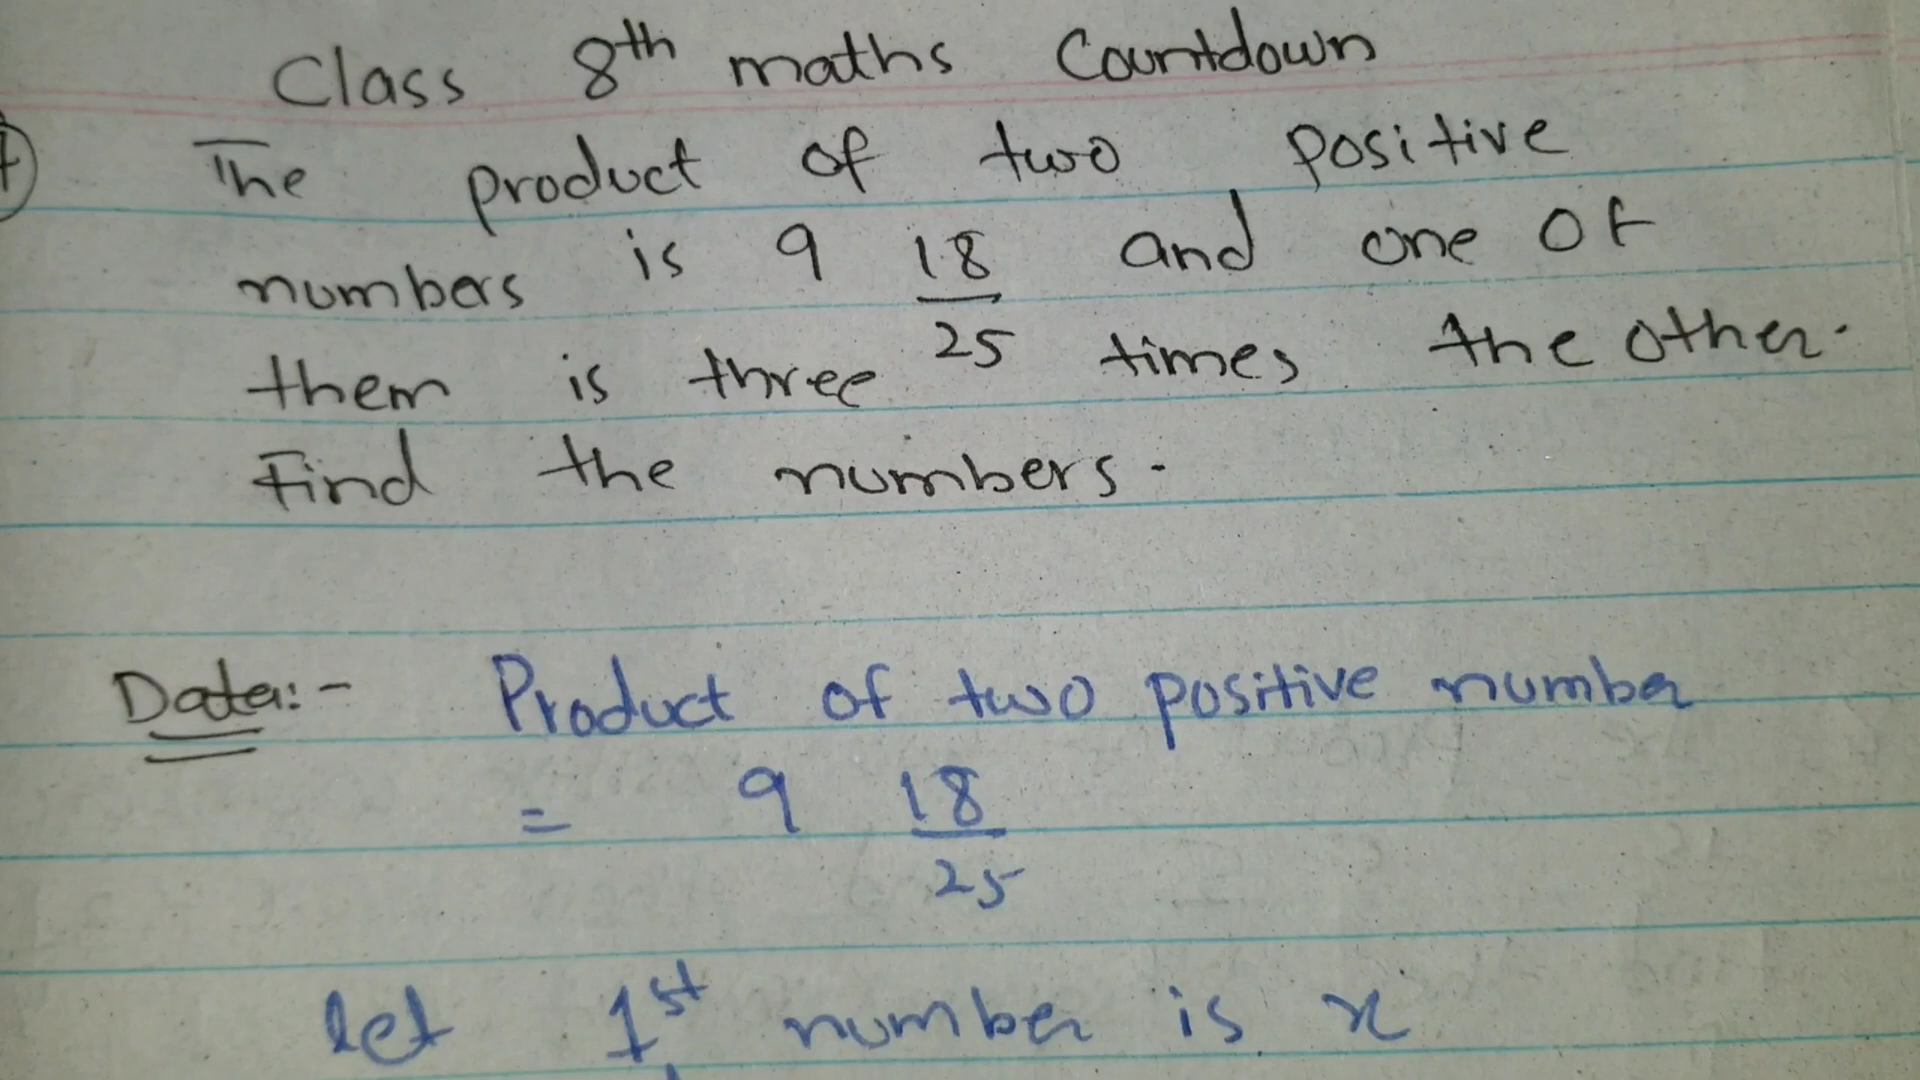 Class 8th maths Countdown
The product of two positive
numbers is 9 18/25 and one of
them is three times the other.
Find the numbers.
Data:- Product of two positive number
= 9 18/25
let 1st number is x